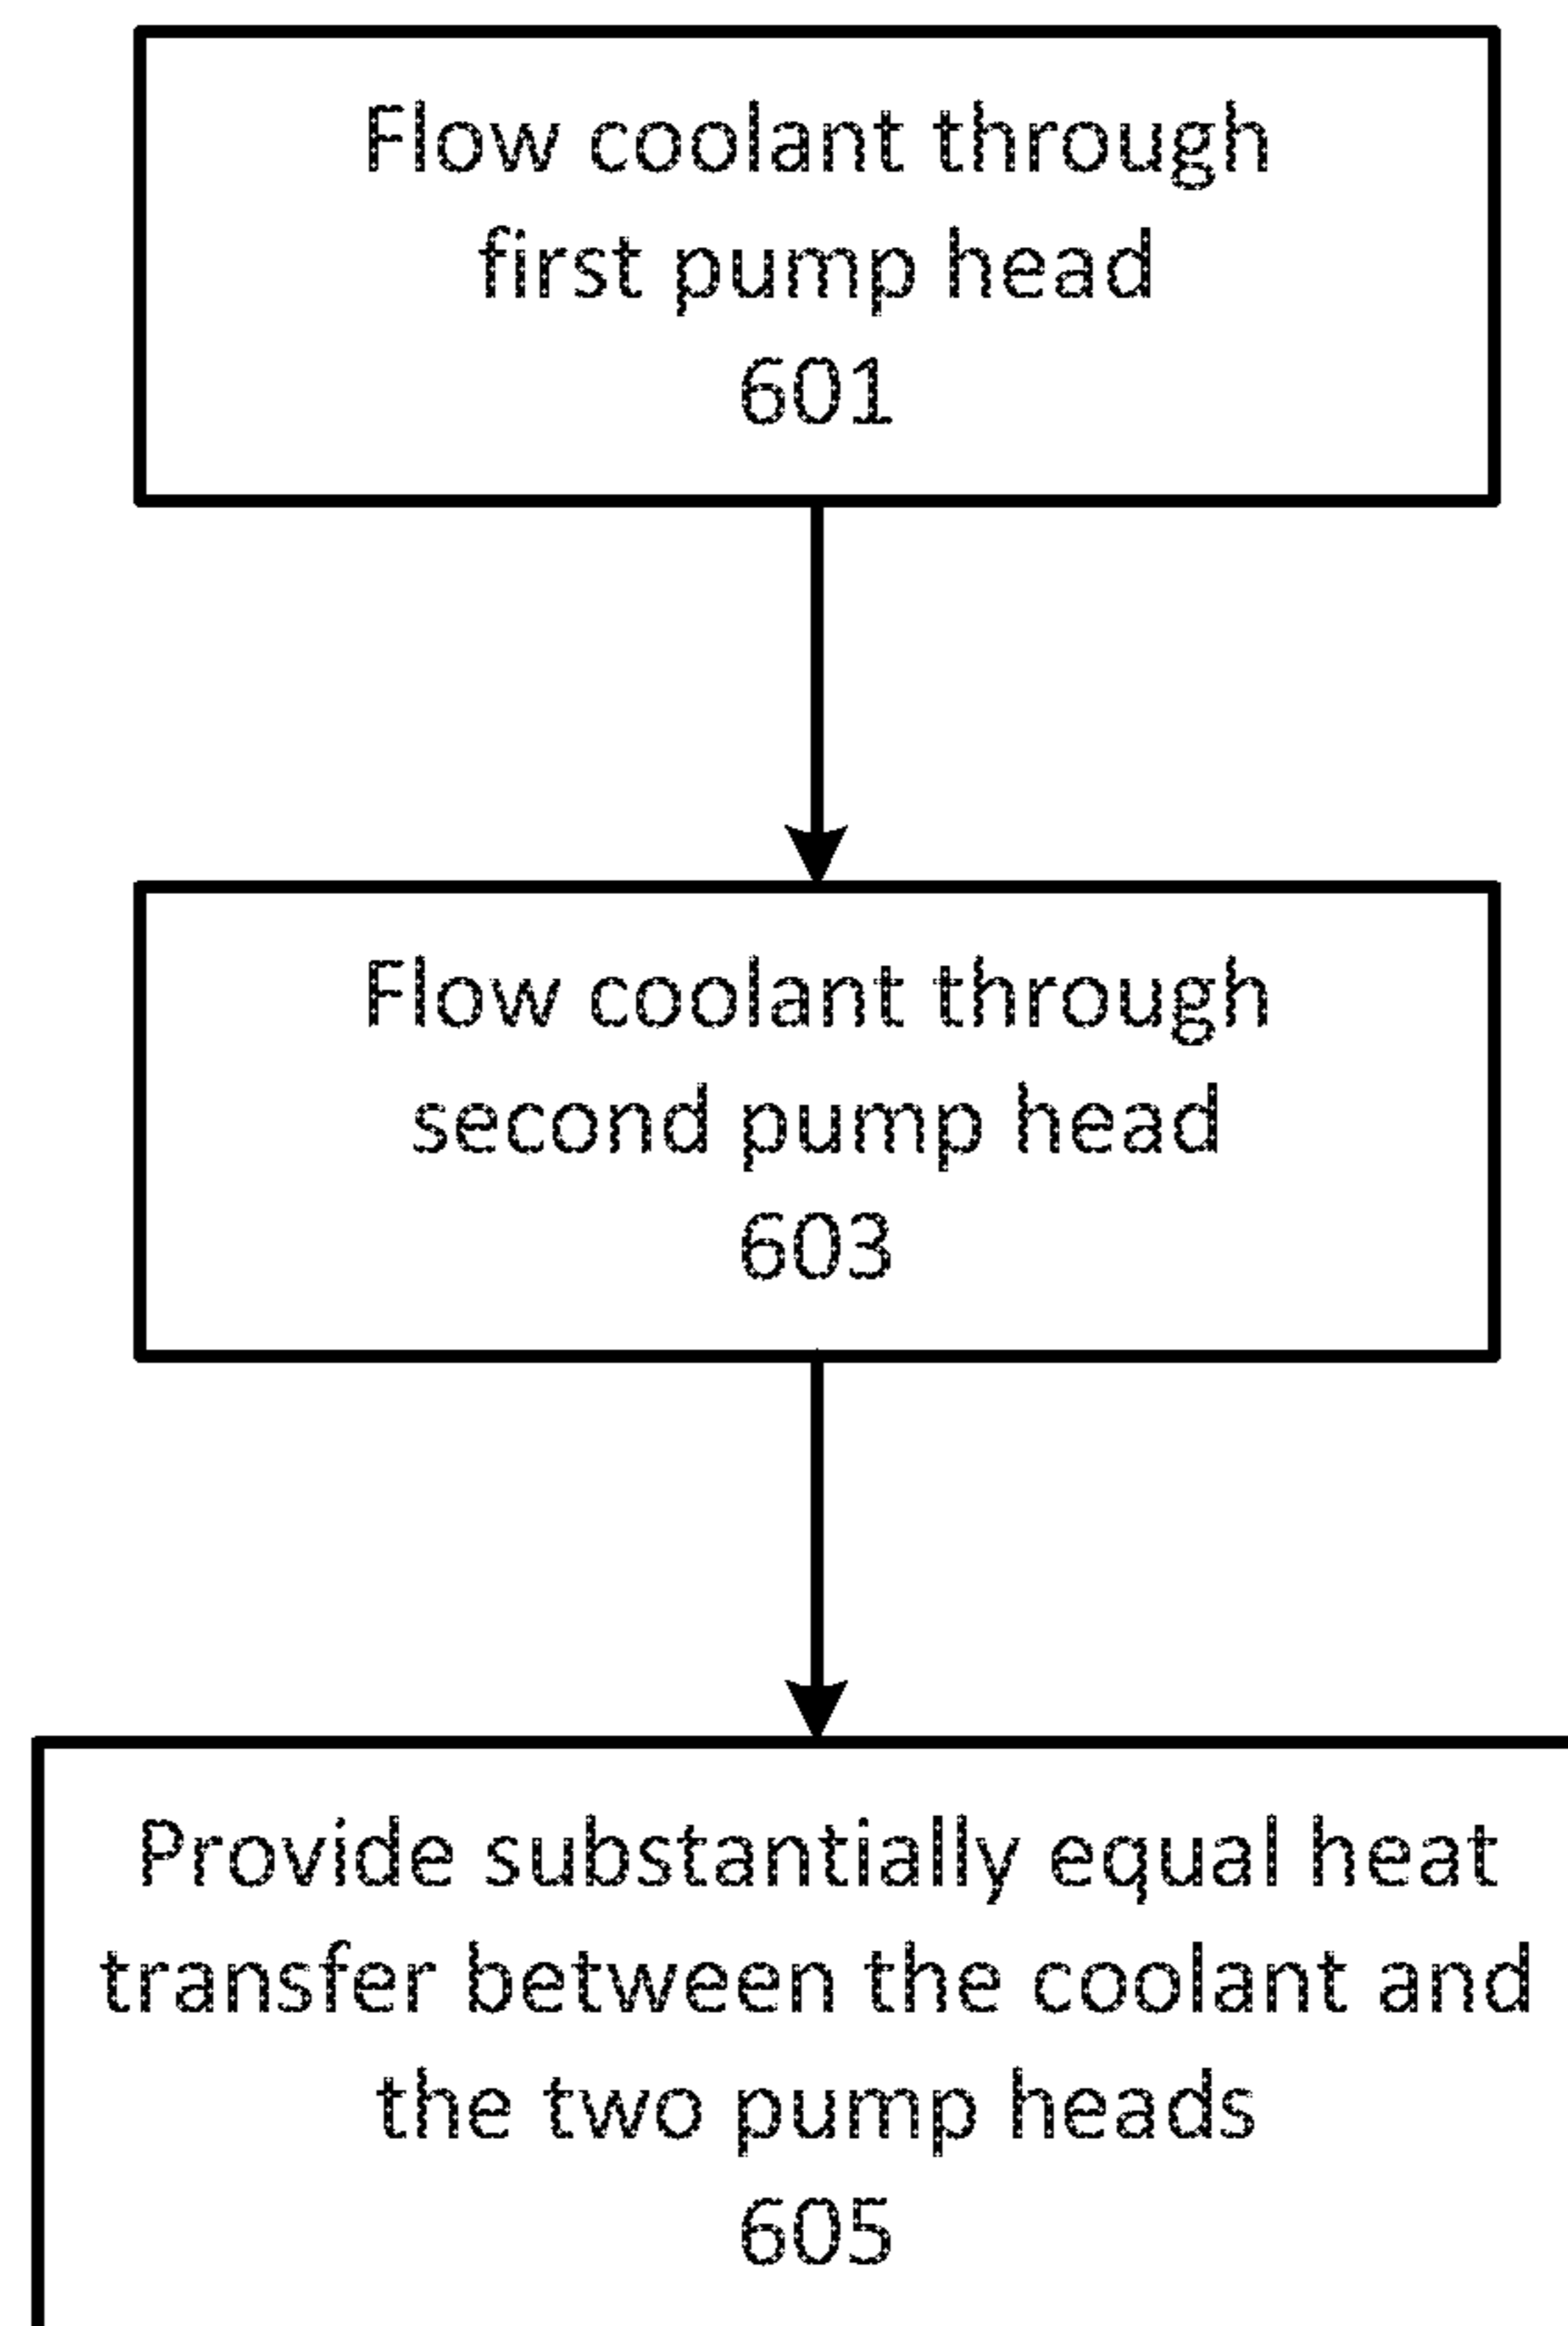 Flow coolant through
first pump head
601
Flow coolant through
second pump head
603
Provide substantially equal heat
transfer between the coolant and
the two pump heads
605